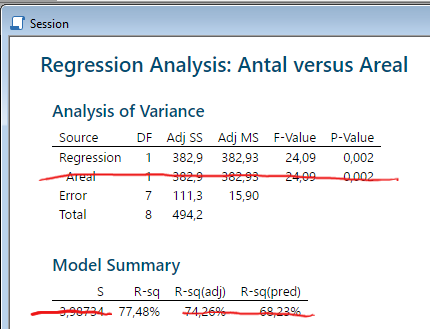 Session
Regression Analysis: Antal versus Areal
Analysis of Variance
Source DF Adj SS Adj MS F-Value P-Value
Regression 1 382,9 382,93 24,09 0,002
Areal 1 382,9 382,93 24,09 0,002
Error 7 111,3 15,90
Total 8 494,2
Model Summary
S R-sq R-sq(adj) R-sq(pred)
3,98734 77,48% 74,26% 68,23%